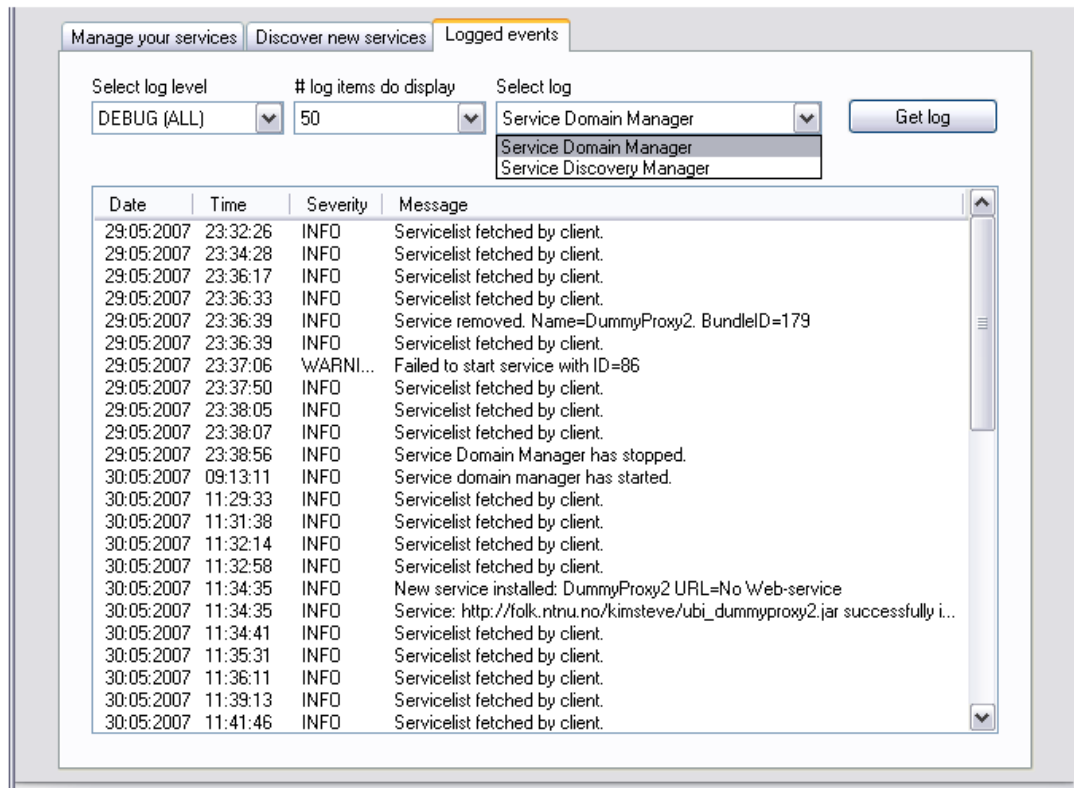 Manage your services Discover new services Logged events
Select log level # log items do display Select log
DEBUG (ALL) 50 Service Domain Manager Get log
Service Domain Manager
Service Discovery Manager
Date Time Severity Message
29:05:2007 23:32:26 INFO Servicelist fetched by client.
29:05:2007 23:34:28 INFO Servicelist fetched by client.
29:05:2007 23:36:17 INFO Servicelist fetched by client.
29:05:2007 23:36:33 INFO Servicelist fetched by client.
29:05:2007 23:36:39 INFO Service removed. Name=DummyProxy2. BundleID=179
29:05:2007 23:36:39 INFO Servicelist fetched by client.
29:05:2007 23:37:06 WARNI... Failed to start service with ID=86
29:05:2007 23:37:50 INFO Servicelist fetched by client.
29:05:2007 23:38:05 INFO Servicelist fetched by client.
29:05:2007 23:38:07 INFO Servicelist fetched by client.
29:05:2007 23:38:56 INFO Service Domain Manager has stopped.
30:05:2007 09:13:11 INFO Service domain manager has started.
30:05:2007 11:29:33 INFO Servicelist fetched by client.
30:05:2007 11:31:38 INFO Servicelist fetched by client.
30:05:2007 11:32:14 INFO Servicelist fetched by client.
30:05:2007 11:32:58 INFO Servicelist fetched by client.
30:05:2007 11:34:35 INFO New service installed: DummyProxy2 URL=No Web-service
30:05:2007 11:34:35 INFO Service: http://folk.ntnu.no/kimsteve/ubi_dummyproxy2.jar successfully i...
30:05:2007 11:34:41 INFO Servicelist fetched by client.
30:05:2007 11:35:31 INFO Servicelist fetched by client.
30:05:2007 11:36:11 INFO Servicelist fetched by client.
30:05:2007 11:39:13 INFO Servicelist fetched by client.
30:05:2007 11:41:46 INFO Servicelist fetched by client.